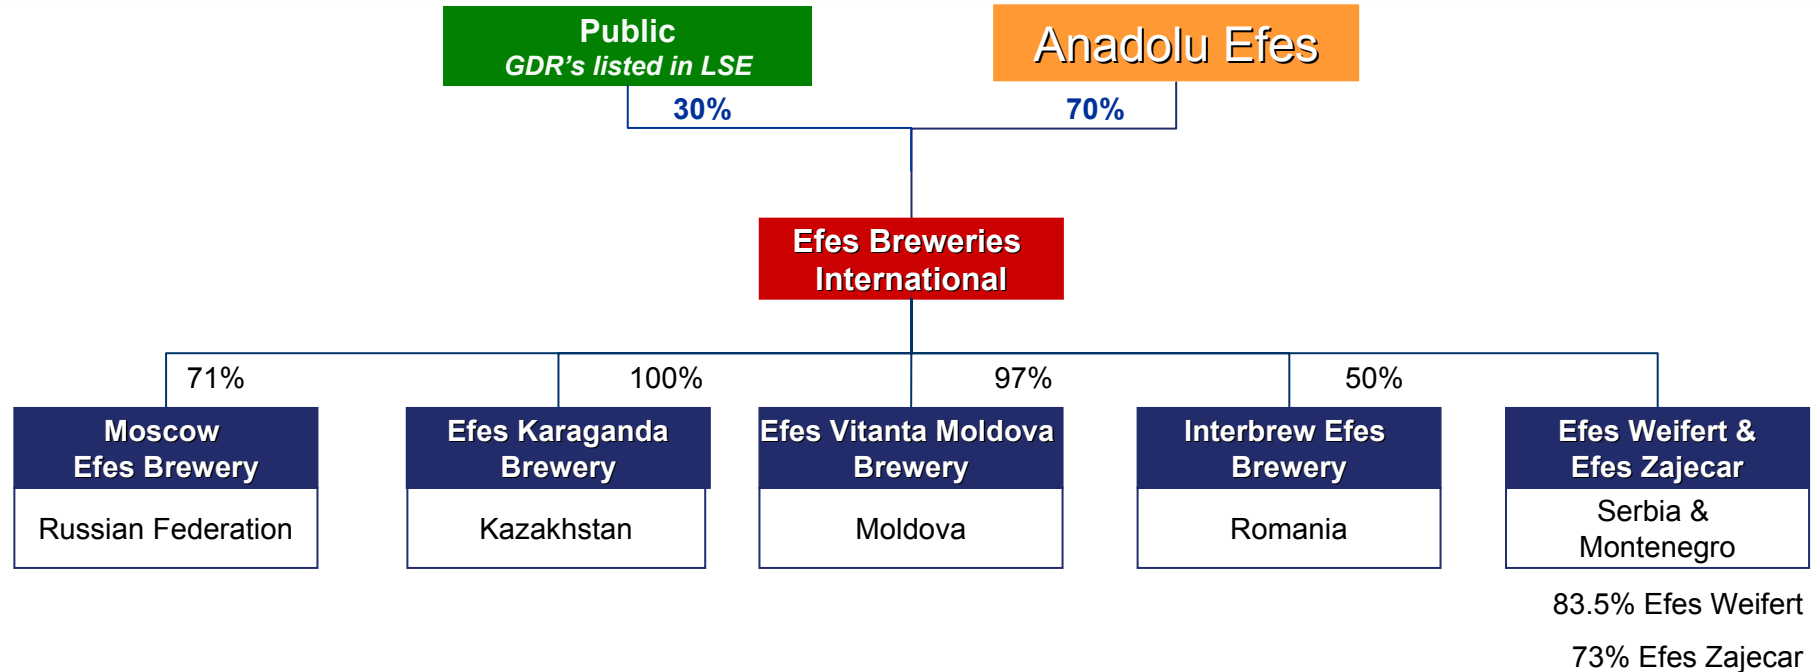 Public
GDR's listed in LSE
Anadolu Efes
30%
70%
Efes Breweries
International
71%
100%
97%
50%
Moscow
Efes Brewery
Russian Federation
Efes Karaganda
Brewery
Kazakhstan
Efes Vitanta Moldova
Brewery
Moldova
Interbrew Efes
Brewery
Romania
Efes Weifert &
Efes Zajecar
Serbia &
Montenegro
83.5% Efes Weifert
73% Efes Zajecar